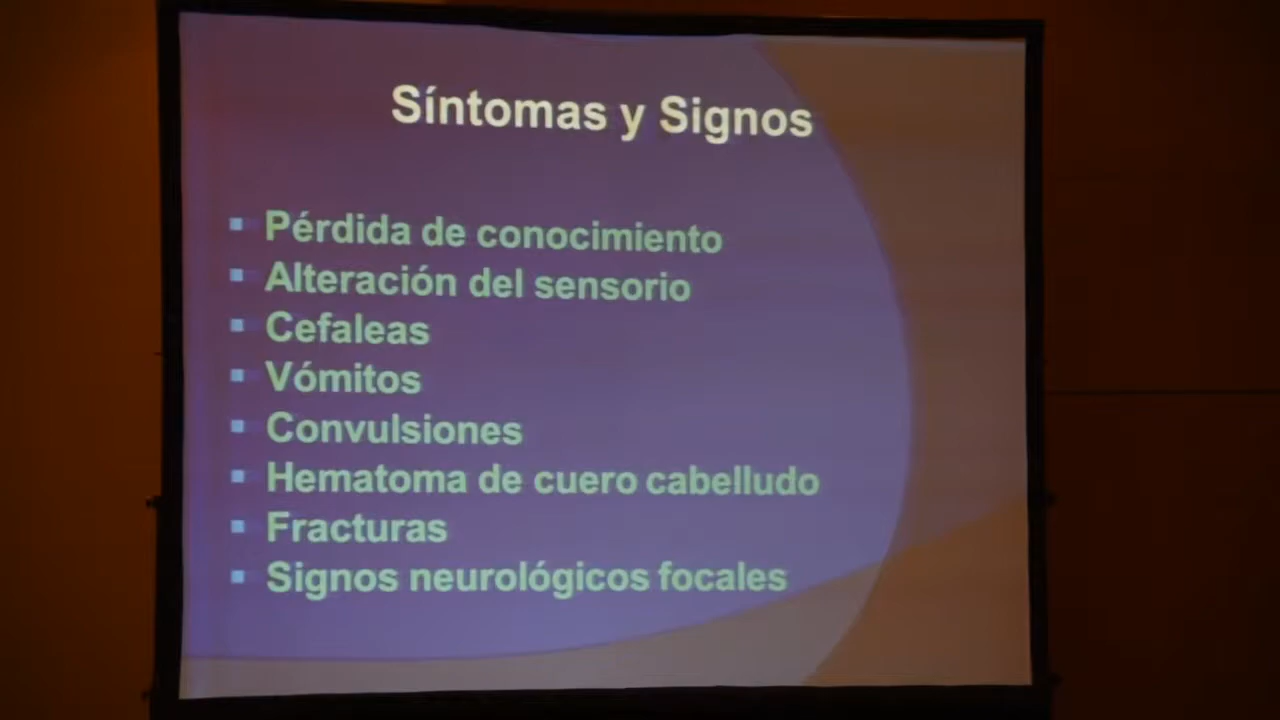 Síntomas y Signos
▪ Pérdida de conocimiento
▪ Alteración del sensorio
▪ Cefaleas
▪ Vómitos
▪ Convulsiones
▪ Hematoma de cuero cabelludo
▪ Fracturas
▪ Signos neurológicos focales